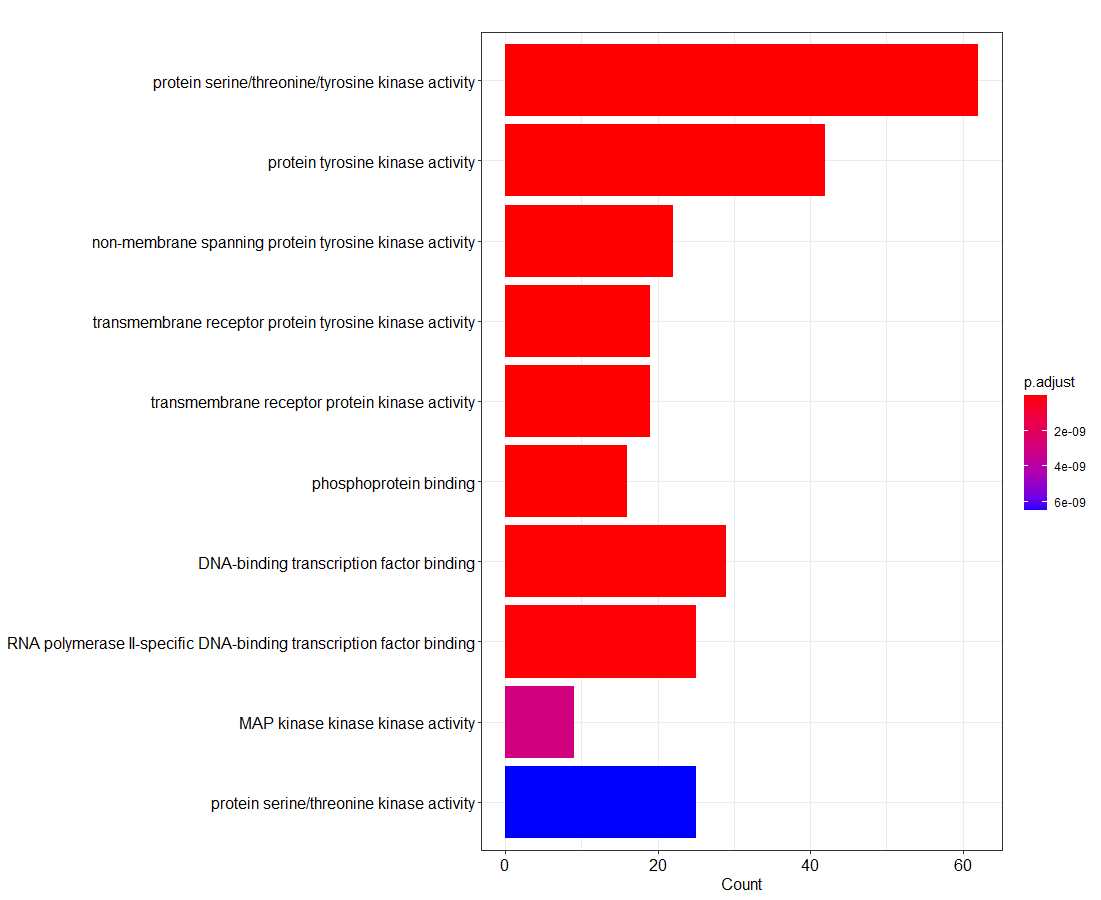 protein serine/threonine/tyrosine kinase activity
protein tyrosine kinase activity
non-membrane spanning protein tyrosine kinase activity
transmembrane receptor protein tyrosine kinase activity
transmembrane receptor protein kinase activity
phosphoprotein binding
DNA-binding transcription factor binding
RNA polymerase II-specific DNA-binding transcription factor binding
MAP kinase kinase kinase activity
protein serine/threonine kinase activity
0 20 40 60
Count
p.adjust
2e-09
4e-09
6e-09